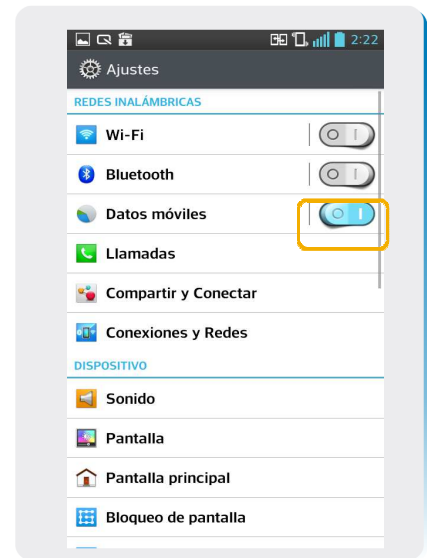 2:22
Ajustes
REDES INALÁMBRICAS
Wi-Fi
Bluetooth
Datos móviles
Llamadas
Compartir y Conectar
Conexiones y Redes
DISPOSITIVO
Sonido
Pantalla
Pantalla principal
Bloqueo de pantalla